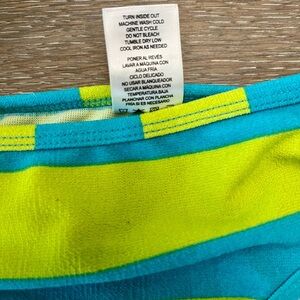 TURN INSIDE OUT
MACHINE WASH COLD
GENTLE CYCLE
DO NOT BLEACH
TUMBLE DRY LOW
COOL IRON AS NEEDED
PONER AL REVÉS
LAVAR A MÁQUINA CON
AGUA FRIA
CICLO DELICADO
NO USAR BLANQUEADOR
SECAR A MÁQUINA CON
TEMPERATURA BAJA
PLANCHAR CON PLANCHA
FRIA SI ES NECESARIO